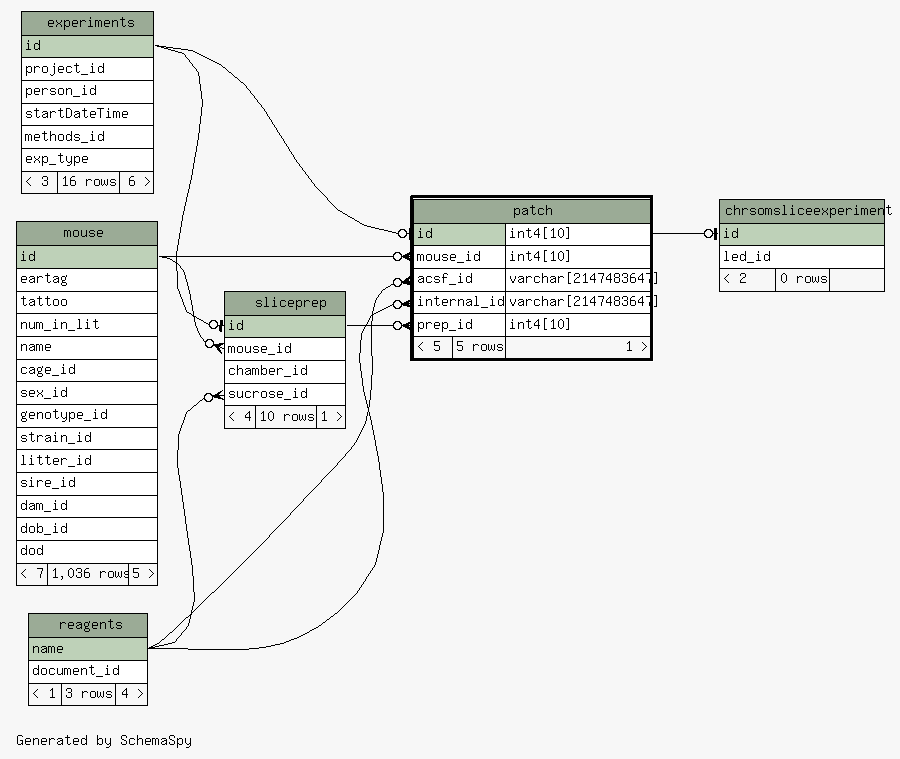 experiments
id
project_id
person_id
startDateTime
methods_id
exp_type
< 3 16 rows 6 >
mouse
id
eartag
tattoo
num_in_lit
name
cage_id
sex_id
genotype_id
strain_id
litter_id
sire_id
dam_id
dob_id
dod
< 7 1,036 rows 5 >
reagents
name
document_id
< 1 3 rows 4 >
sliceprep
id
mouse_id
chamber_id
sucrose_id
< 4 10 rows 1 >
patch
id int4[10]
mouse_id int4[10]
acsf_id varchar[2147483647]
internal_id varchar[2147483647]
prep_id int4[10]
< 5 5 rows 1 >
chrsomsliceexperiment
id
led_id
< 2 0 rows
Generated by SchemaSpy